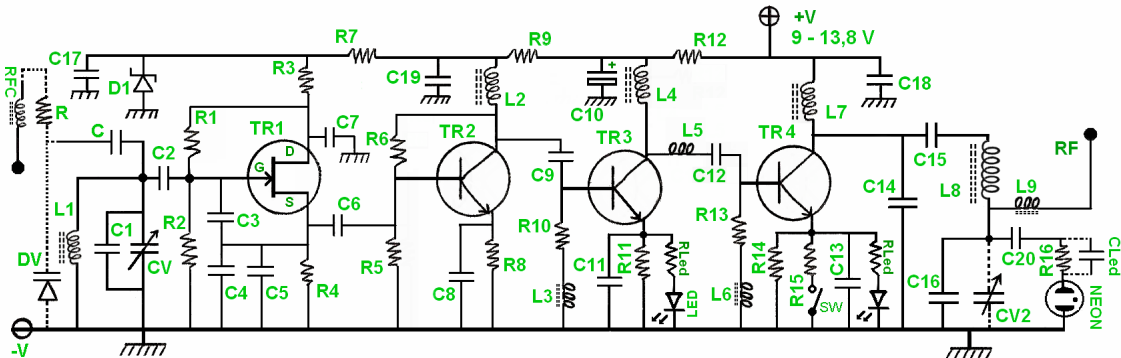 +V
9 - 13,8 V
R7
R9
R12
C17
RFC
R
D1
R3
C19
L2
C10
+
L4
L7
C18
C
C2
R1
TR1
D
G
S
C7
R6
TR2
C9
TR3
L5
C12
TR4
C14
C15
L8
L9
RF
L1
C1
CV
DV
R2
C3
C4
C5
R4
C6
R5
C8
R8
R10
L3
C11
R11
RLed
LED
R13
L6
R14
R15
SW
C13
RLed
C16
C20
CV2
R16
CLed
NEON
-V